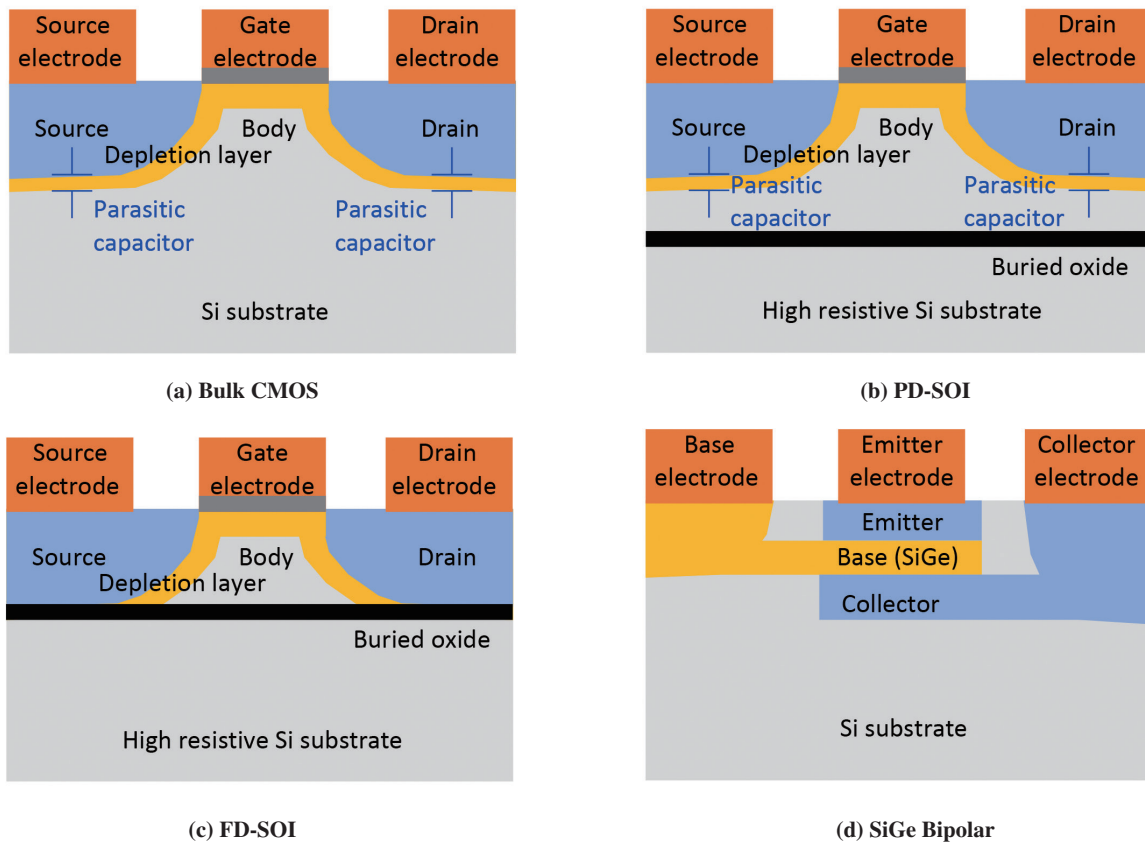 Source
electrode
Gate
electrode
Drain
electrode
Source
Body
Drain
Depletion layer
Parasitic
capacitor
Parasitic
capacitor
Si substrate
(a) Bulk CMOS
Source
electrode
Gate
electrode
Drain
electrode
Source
Body
Drain
Depletion layer
Parasitic
capacitor
Parasitic
capacitor
Buried oxide
High resistive Si substrate
(b) PD-SOI
Source
electrode
Gate
electrode
Drain
electrode
Source
Body
Drain
Depletion layer
Buried oxide
High resistive Si substrate
(c) FD-SOI
Base
electrode
Emitter
electrode
Collector
electrode
Emitter
Base (SiGe)
Collector
Si substrate
(d) SiGe Bipolar